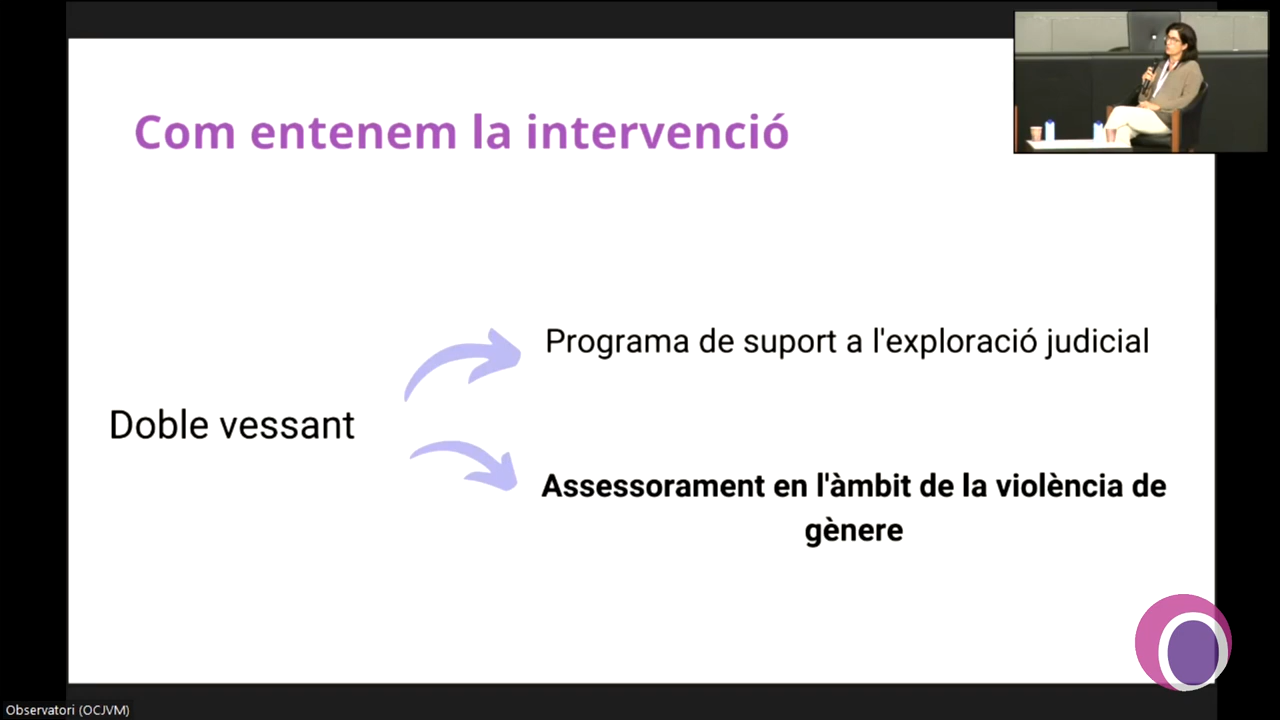 Com entenem la intervenció
Programa de suport a l'exploració judicial
Doble vessant
Assessorament en l'àmbit de la violència de
gènere
Observatori (OCJVM)